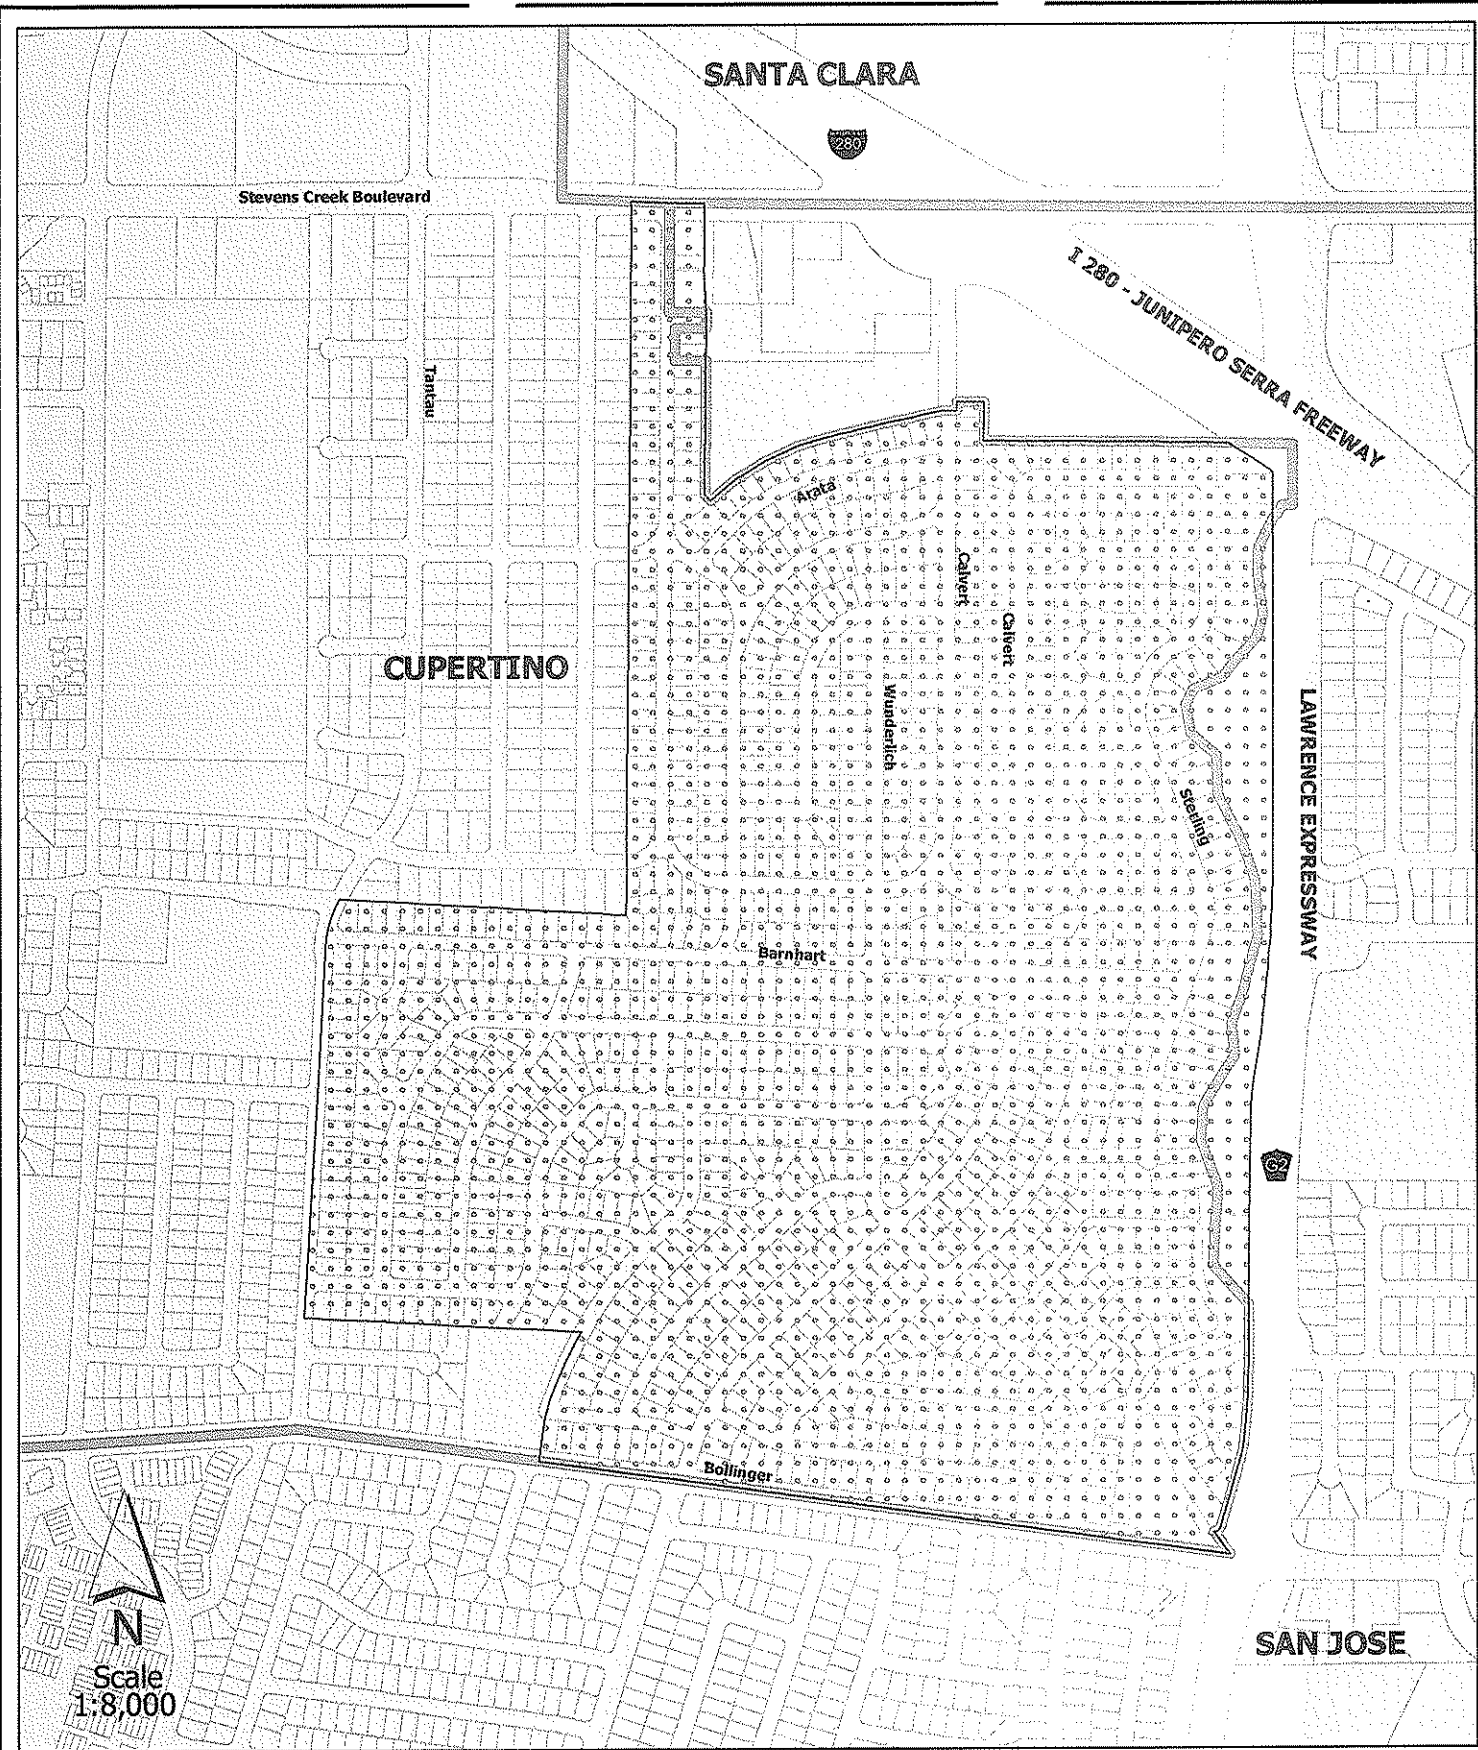 SANTA CLARA
280
Stevens Creek Boulevard
I 280 - JUNIPERO SERRA FREEWAY
Tantau
Arata
Calvert
Calvert
CUPERTINO
Wunderlich
LAWRENCE EXPRESSWAY
Sterling
Barnhart
G2
Bollinger
N
Scale
1:8,000
SAN JOSE